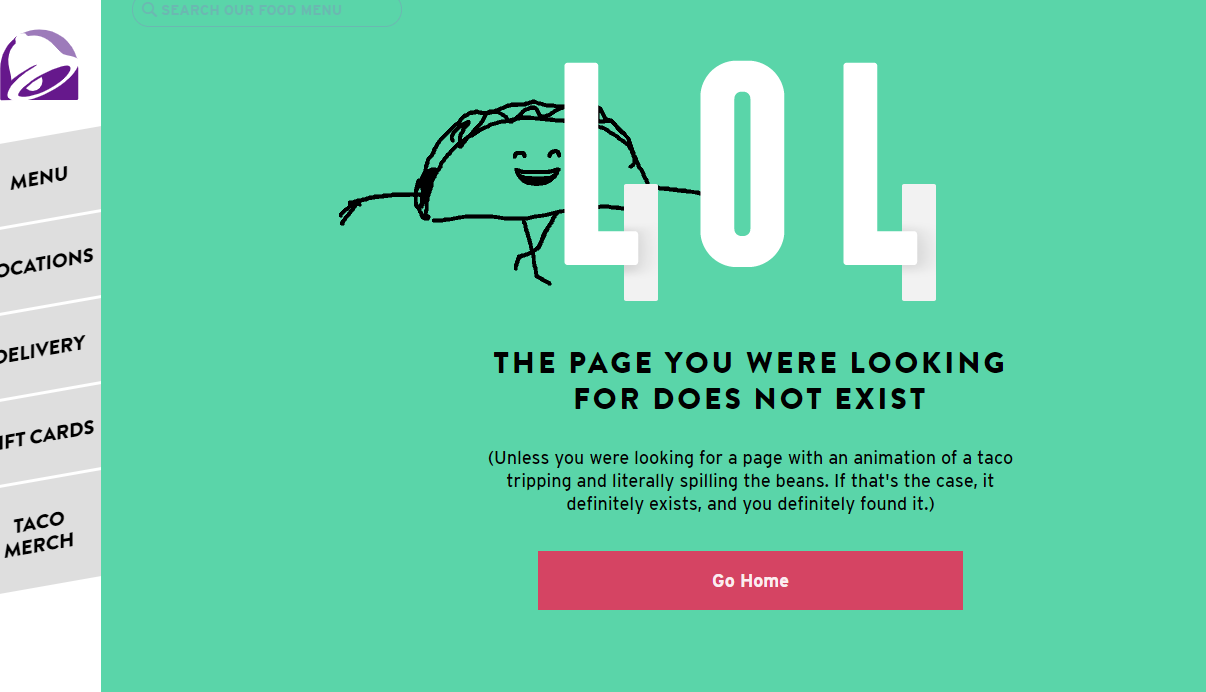 SEARCH OUR FOOD MENU
MENU
OCATIONS
DELIVERY
IFT CARDS
TACO
MERCH
LOL
THE PAGE YOU WERE LOOKING
FOR DOES NOT EXIST
(Unless you were looking for a page with an animation of a taco
tripping and literally spilling the beans. If that's the case, it
definitely exists, and you definitely found it.)
Go Home